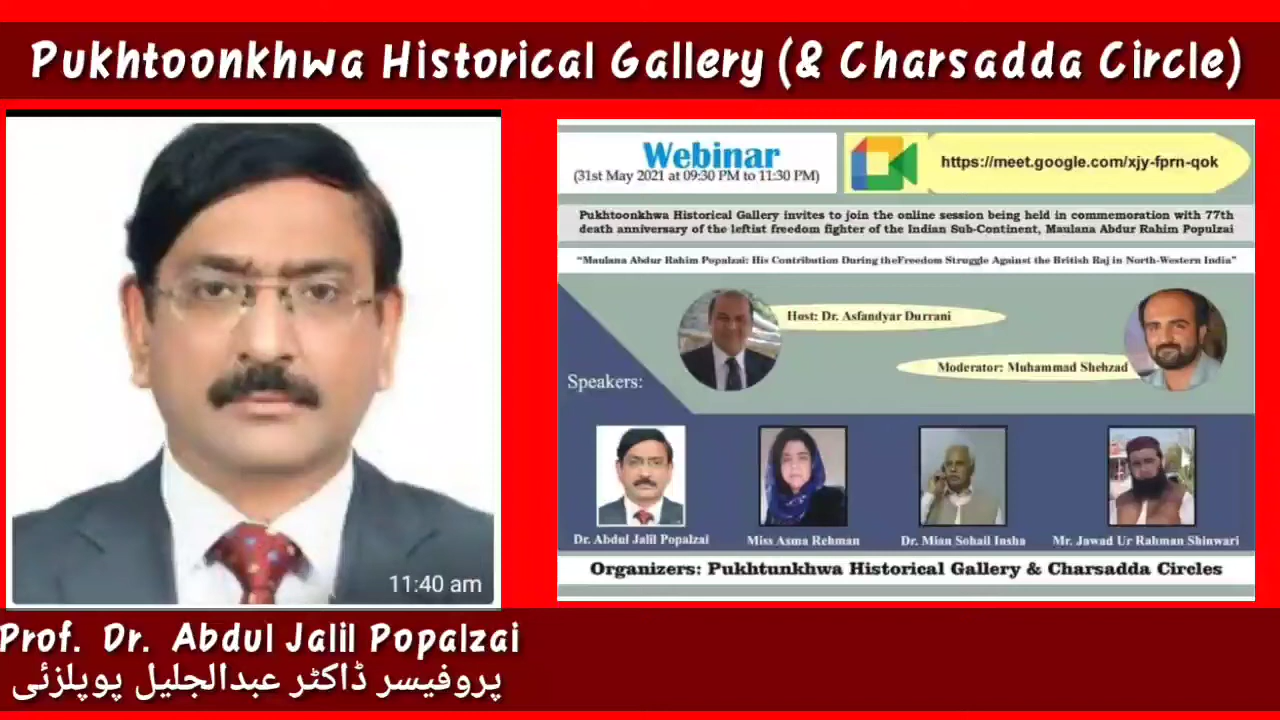 Pukhtoonkhwa Historical Gallery (& Charsadda Circle)
Webinar
(31st May 2021 at 09:30 PM to 11:30 PM)
https://meet.google.com/xjy-fprn-qok
Pukhtoonkhwa Historical Gallery invites to join the online session being held in commemoration with 77th
death anniversary of the leftist freedom fighter of the Indian Sub-Continent, Maulana Abdur Rahim Populzai
"Maulana Abdur Rahim Popalzai: His Contribution During theFreedom Struggle Against the British Raj in North-Western India"
Host: Dr. Asfandyar Durrani
Moderator: Muhammad Shehzad
Speakers:
Dr. Abdul Jalil Popalzai
Miss Asma Rehman
Dr. Mian Sohail Insha
Mr. Jawad Ur Rahman Shinwari
Organizers: Pukhtunkhwa Historical Gallery & Charsadda Circles
11:40 am
Prof. Dr. Abdul Jalil Popalzai
پروفیسر ڈاکٹر عبدالجلیل پوپلزئی